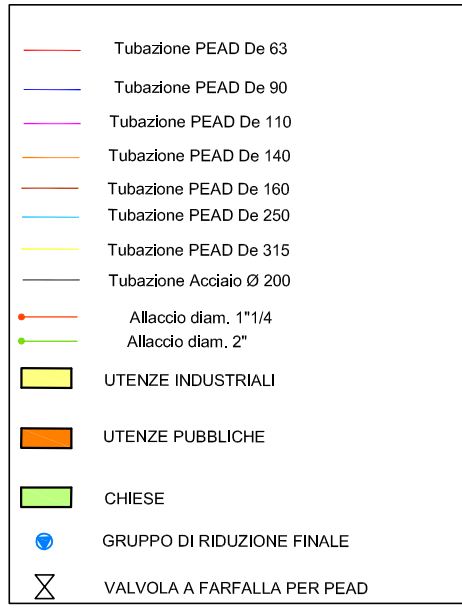 Tubazione PEAD De 63
Tubazione PEAD De 90
Tubazione PEAD De 110
Tubazione PEAD De 140
Tubazione PEAD De 160
Tubazione PEAD De 250
Tubazione PEAD De 315
Tubazione Acciaio Ø 200
Allaccio diam. 1"1/4
Allaccio diam. 2"
UTENZE INDUSTRIALI
UTENZE PUBBLICHE
CHIESE
GRUPPO DI RIDUZIONE FINALE
VALVOLA A FARFALLA PER PEAD